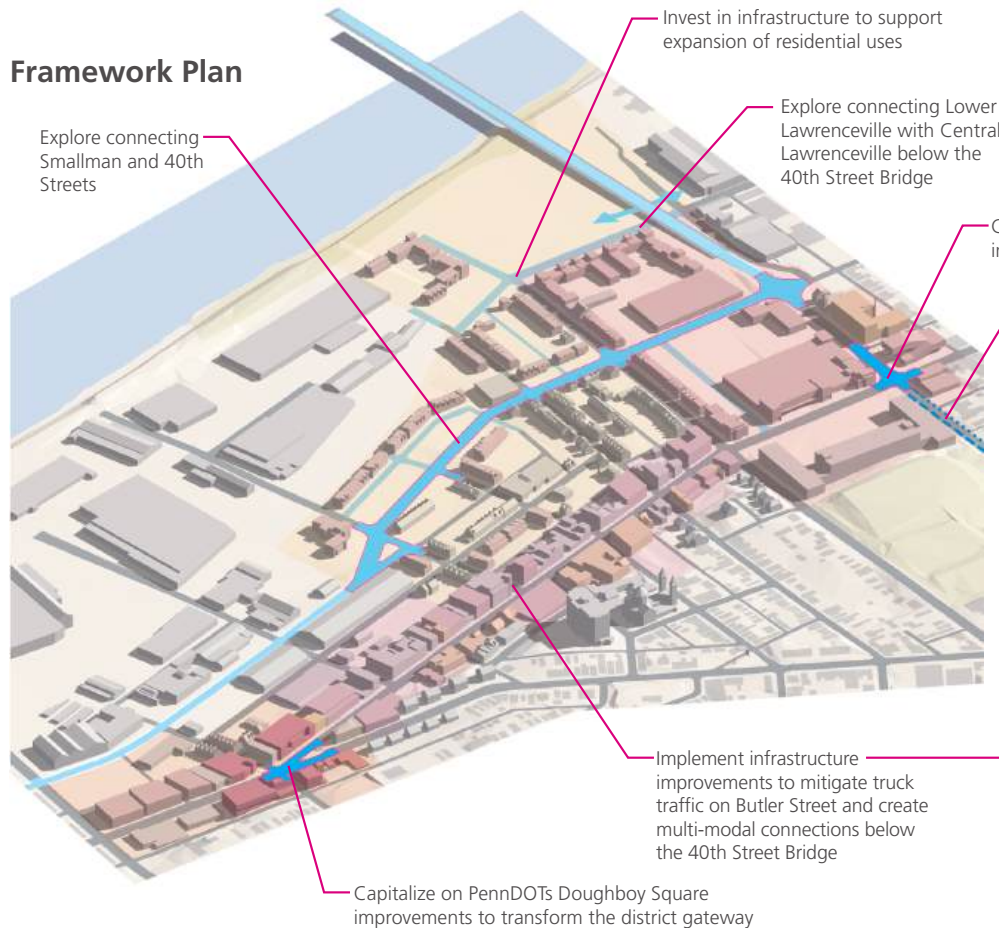 Framework Plan
Invest in infrastructure to support
expansion of residential uses
Explore connecting
Smallman and 40th
Streets
Explore connecting Lower
Lawrenceville with Central
Lawrenceville below the
40th Street Bridge
Implement infrastructure
improvements to mitigate truck
traffic on Butler Street and create
multi-modal connections below
the 40th Street Bridge
Capitalize on PennDOTs Doughboy Square
improvements to transform the district gateway